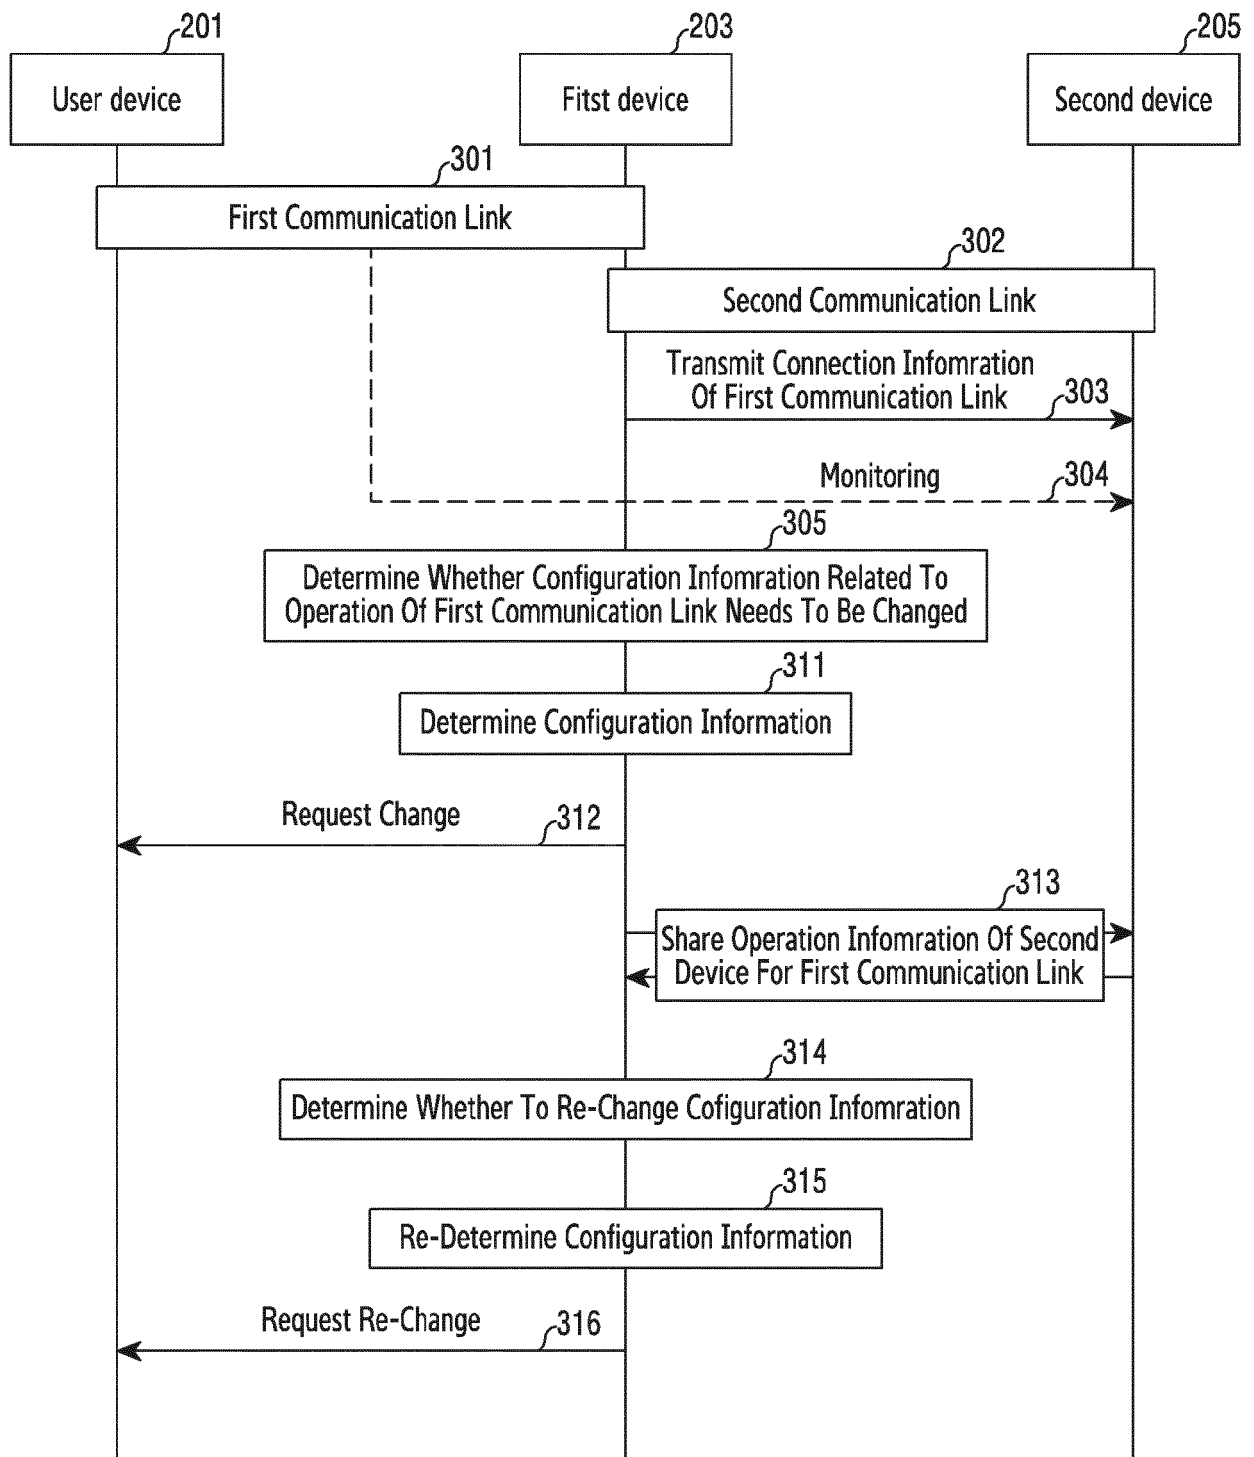 201
203
205
User device
Fitst device
Second device
301
First Communication Link
302
Second Communication Link
Transmit Connection Infomration
Of First Communication Link
303
Monitoring
304
305
Determine Whether Configuration Infomration Related To
Operation Of First Communication Link Needs To Be Changed
311
Determine Configuration Information
Request Change
312
313
Share Operation Infomration Of Second
Device For First Communication Link
314
Determine Whether To Re-Change Cofiguration Infomration
315
Re-Determine Configuration Information
Request Re-Change
316